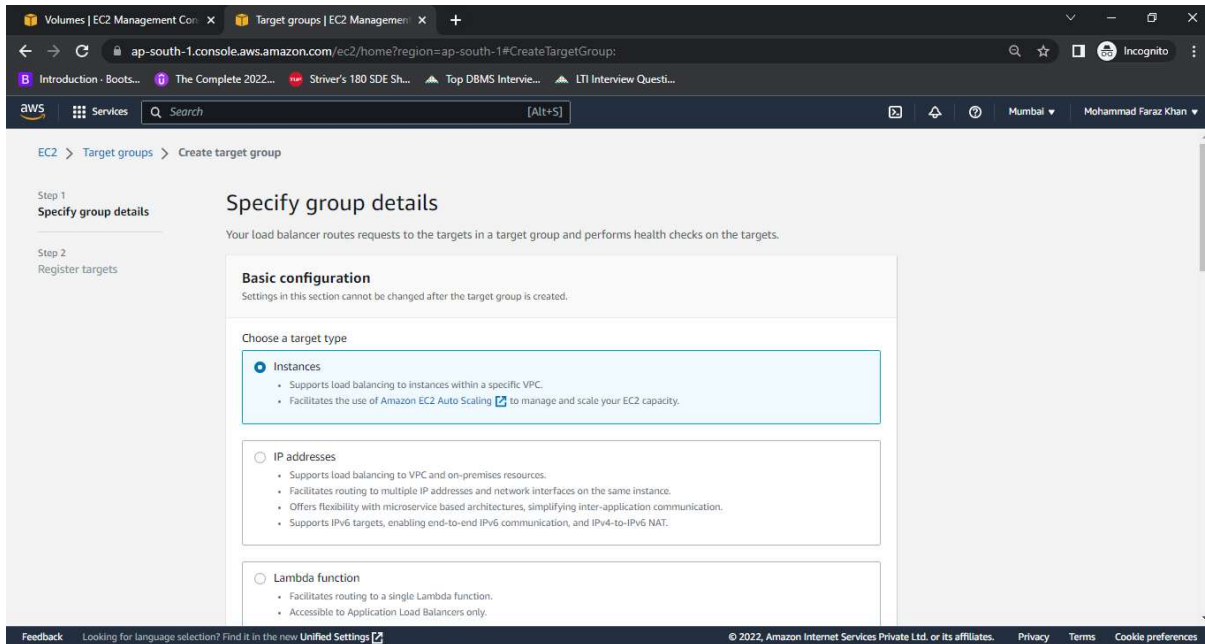 Volumes | EC2 Management Con
Target groups | EC2 Management
ap-south-1.console.aws.amazon.com/ec2/home?region=ap-south-1#CreateTargetGroup:
Incognito
Introduction · Boots...
The Complete 2022...
Striver's 180 SDE Sh...
Top DBMS Intervie...
LTI Interview Questi...
aws
Services
Search
[Alt+S]
Mumbai
Mohammad Faraz Khan
EC2 > Target groups > Create target group
Step 1
Specify group details
Step 2
Register targets
Specify group details
Your load balancer routes requests to the targets in a target group and performs health checks on the targets.
Basic configuration
Settings in this section cannot be changed after the target group is created.
Choose a target type
Instances
• Supports load balancing to instances within a specific VPC.
• Facilitates the use of Amazon EC2 Auto Scaling to manage and scale your EC2 capacity.
IP addresses
• Supports load balancing to VPC and on-premises resources.
• Facilitates routing to multiple IP addresses and network interfaces on the same instance.
• Offers flexibility with microservice based architectures, simplifying inter-application communication.
• Supports IPv6 targets, enabling end-to-end IPv6 communication, and IPv4-to-IPv6 NAT.
Lambda function
• Facilitates routing to a single Lambda function.
• Accessible to Application Load Balancers only.
Feedback
Looking for language selection? Find it in the new Unified Settings
© 2022, Amazon Internet Services Private Ltd. or its affiliates.
Privacy
Terms
Cookie preferences